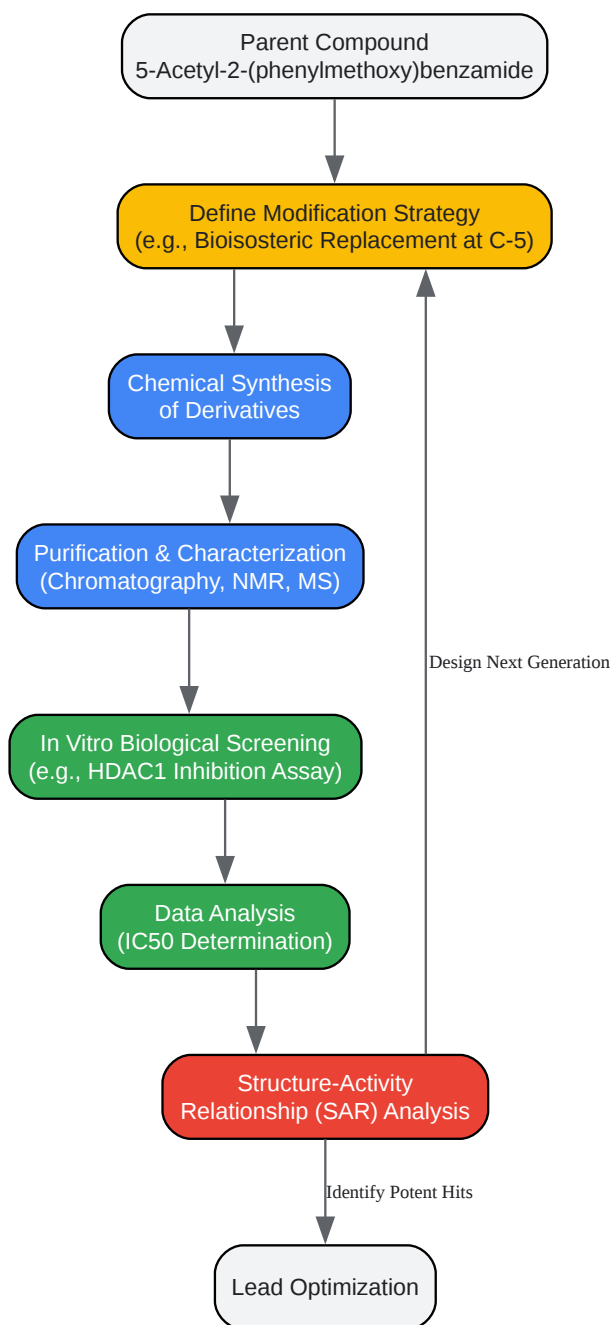 Parent Compound
5-Acetyl-2-(phenylmethoxy)benzamide
Define Modification Strategy
(e.g., Bioisosteric Replacement at C-5)
Chemical Synthesis
of Derivatives
Purification & Characterization
(Chromatography, NMR, MS)
Design Next Generation
In Vitro Biological Screening
(e.g., HDAC1 Inhibition Assay)
Data Analysis
(IC50 Determination)
Structure-Activity
Relationship (SAR) Analysis
Identify Potent Hits
Lead Optimization